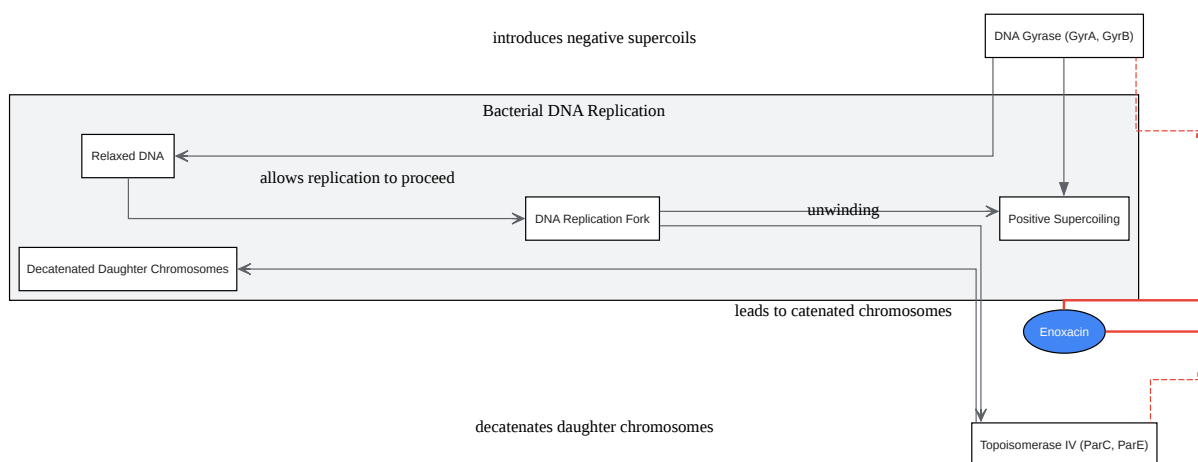 introduces negative supercoils
DNA Gyrase (GyrA, GyrB)
Bacterial DNA Replication
Relaxed DNA
allows replication to proceed
DNA Replication Fork
unwinding
Positive Supercoiling
Decatenated Daughter Chromosomes
leads to catenated chromosomes
Enoxacin
decatenates daughter chromosomes
Topoisomerase IV (ParC, ParE)